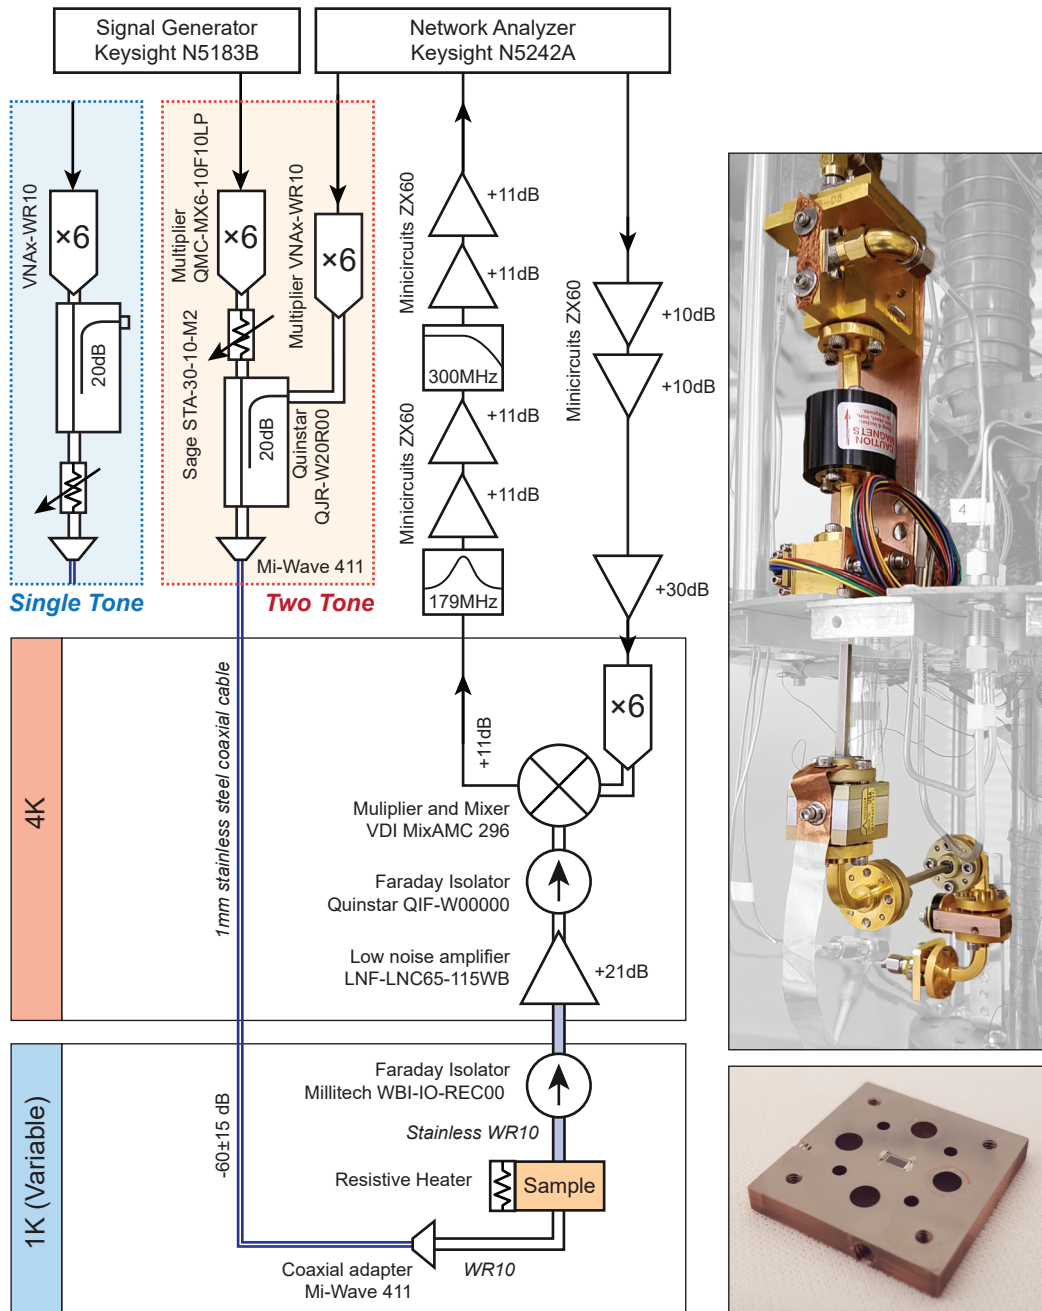 Signal Generator
Keysight N5183B
Network Analyzer
Keysight N5242A
VNAx-WR10
×6
20dB
Single Tone
Multiplier
QMC-MX6-10F10LP
×6
Multiplier VNAx-WR10
×6
Sage STA-30-10-M2
20dB
Quinstar
QJR-W20R00
Mi-Wave 411
Two Tone
Minicircuits ZX60
+11dB
+11dB
300MHz
Minicircuits ZX60
+11dB
+11dB
179MHz
Minicircuits ZX60
+10dB
+10dB
+30dB
4K
1mm stainless steel coaxial cable
+11dB
×6
Muliplier and Mixer
VDI MixAMC 296
Faraday Isolator
Quinstar QIF-W00000
Low noise amplifier
LNF-LNC65-115WB
+21dB
1K (Variable)
-60±15 dB
Faraday Isolator
Millitech WBI-IO-REC00
Stainless WR10
Resistive Heater
Sample
Coaxial adapter
Mi-Wave 411
WR10
CAUTION
MAGNETS
4